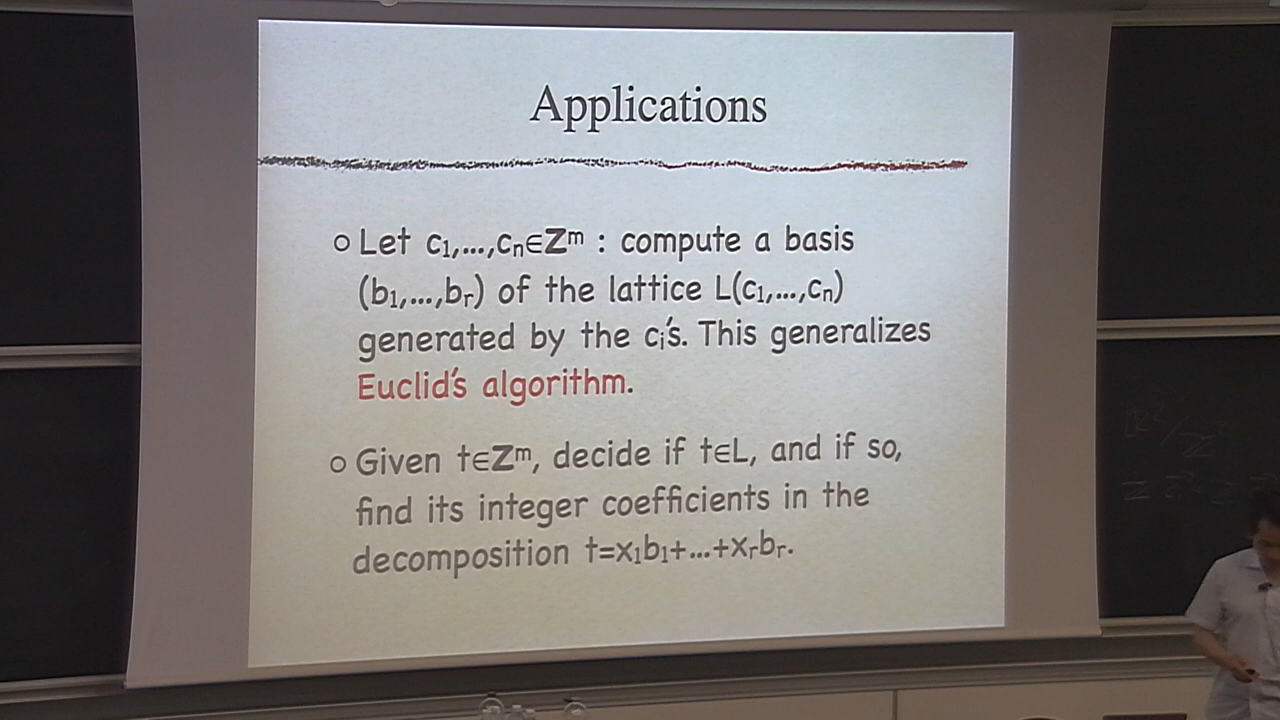 Applications
○ Let c₁,...,cₙ∈Zᵐ : compute a basis
(b₁,...,bᵣ) of the lattice L(c₁,...,cₙ)
generated by the cᵢ's. This generalizes
Euclid's algorithm.
○ Given t∈Zᵐ, decide if t∈L, and if so,
find its integer coefficients in the
decomposition t=x₁b₁+...+xᵣbᵣ.